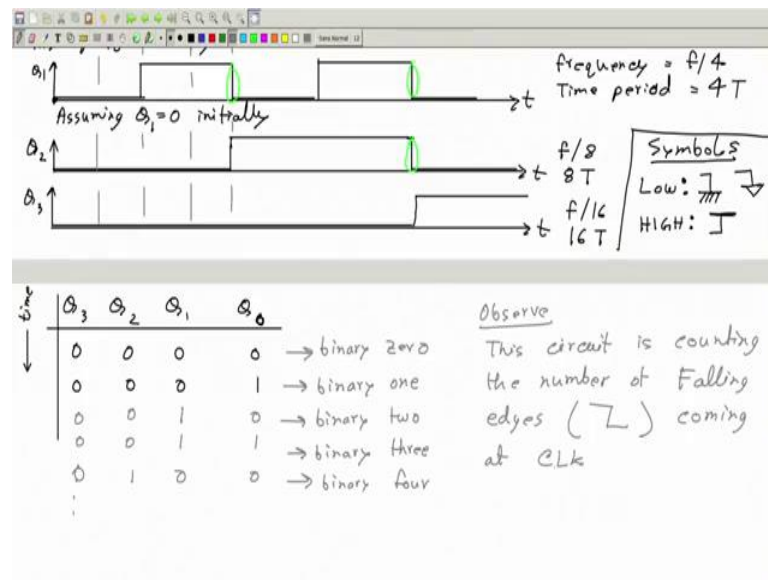 Q1
t
frequency = f/4
Time period = 4T
Assuming Q1=0 initially
Q2
t
f/8
8T
Q3
t
f/16
16T
Symbols
Low:
HIGH:
time
Q3 Q2 Q1 Q0
0 0 0 0 → binary zero
0 0 0 1 → binary one
0 0 1 0 → binary two
0 0 1 1 → binary three
0 1 0 0 → binary four
Observe
This circuit is counting
the number of Falling
edges ( ) coming
at CLK